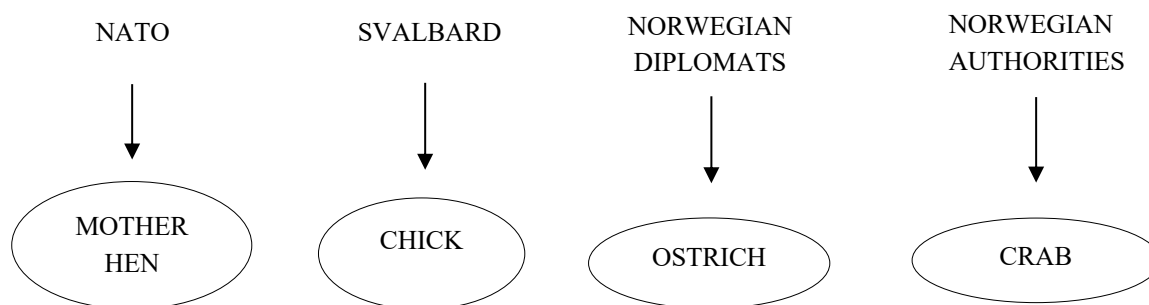 NATO
SVALBARD
NORWEGIAN
DIPLOMATS
NORWEGIAN
AUTHORITIES
MOTHER
HEN
CHICK
OSTRICH
CRAB